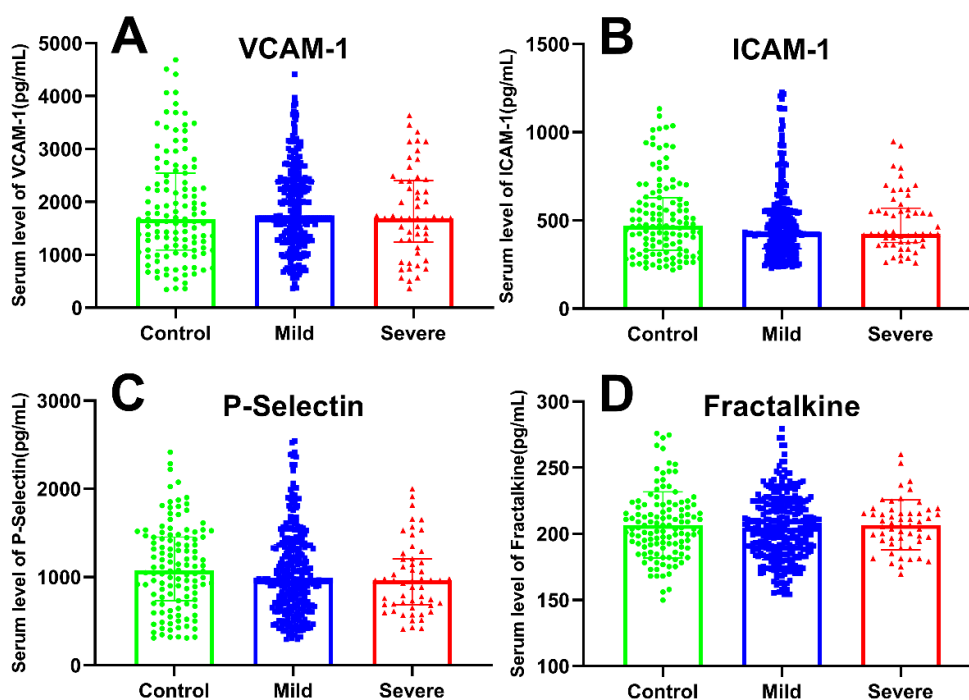 A
VCAM-1
Serum level of VCAM-1(pg/mL)
5000
4000
3000
2000
1000
0
Control Mild Severe
B
ICAM-1
Serum level of ICAM-1(pg/mL)
1500
1000
500
0
Control Mild Severe
C
P-Selectin
Serum level of P-Selectin(pg/mL)
3000
2000
1000
0
Control Mild Severe
D
Fractalkine
Serum level of Fractalkine(pg/mL)
300
250
200
150
100
Control Mild Severe